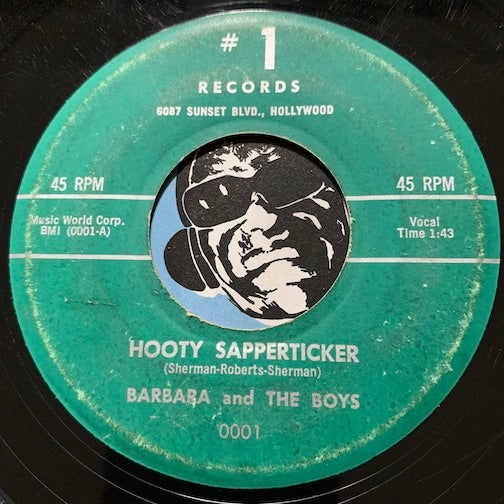 # 1
RECORDS
6087 SUNSET BLVD., HOLLYWOOD
45 RPM
45 RPM
Music World Corp.
BMI (0001-A)
Vocal
Time 1:43
HOOTY SAPPERTICKER
(Sherman-Roberts-Sherman)
BARBARA and THE BOYS
0001